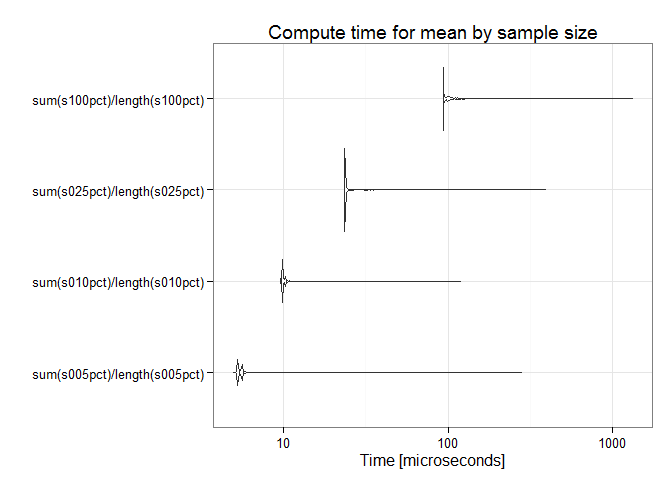 Compute time for mean by sample size
sum(s100pct)/length(s100pct)
sum(s025pct)/length(s025pct)
sum(s010pct)/length(s010pct)
sum(s005pct)/length(s005pct)
10 100 1000
Time [microseconds]